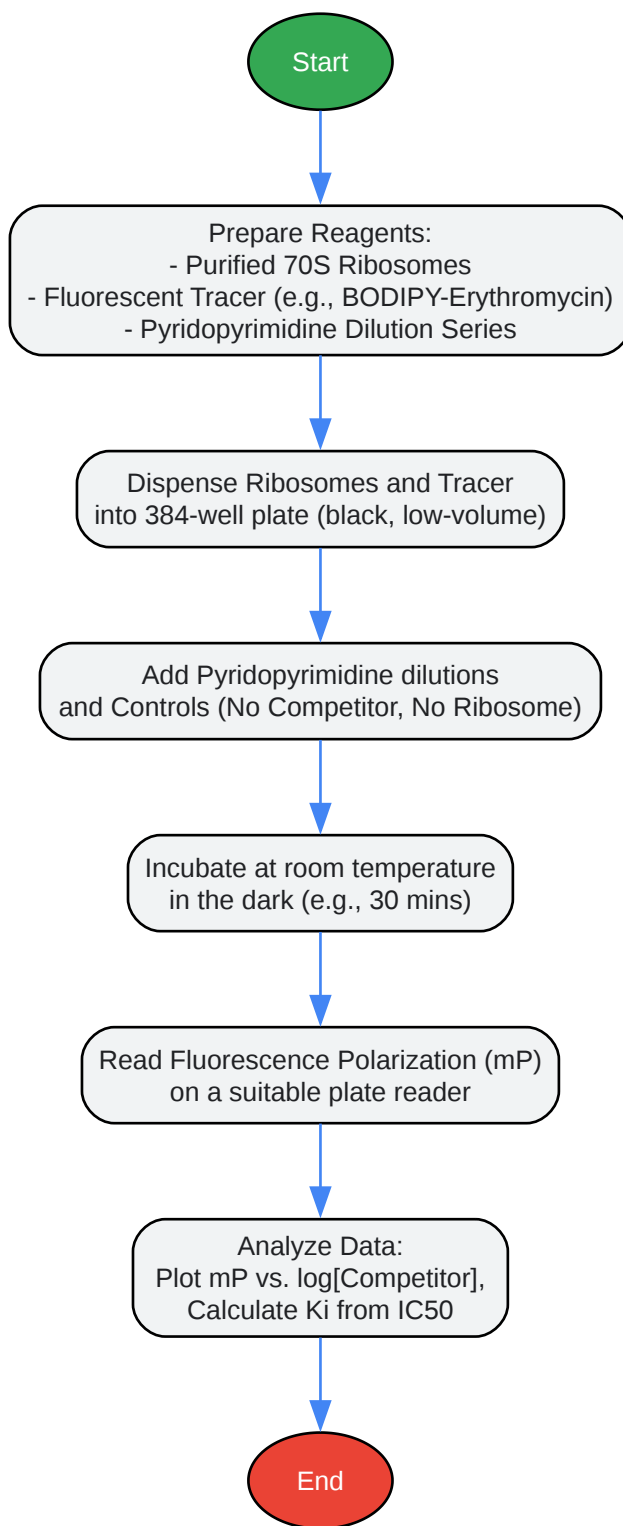 Start
Prepare Reagents:
- Purified 70S Ribosomes
- Fluorescent Tracer (e.g., BODIPY-Erythromycin)
- Pyridopyrimidine Dilution Series
Dispense Ribosomes and Tracer
into 384-well plate (black, low-volume)
Add Pyridopyrimidine dilutions
and Controls (No Competitor, No Ribosome)
Incubate at room temperature
in the dark (e.g., 30 mins)
Read Fluorescence Polarization (mP)
on a suitable plate reader
Analyze Data:
Plot mP vs. log[Competitor],
Calculate Ki from IC50
End